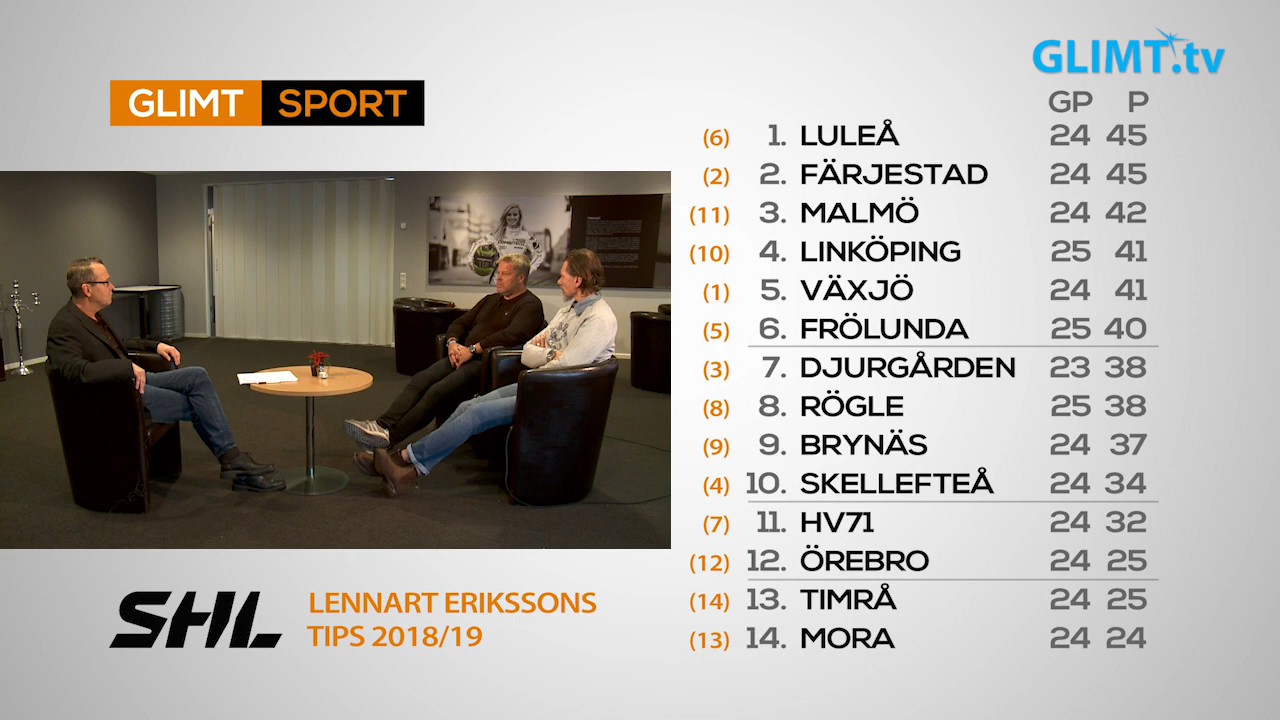 GLIMT.tv
GLIMT SPORT
GP P
(6) 1. LULEÅ 24 45
(2) 2. FÄRJESTAD 24 45
(11) 3. MALMÖ 24 42
(10) 4. LINKÖPING 25 41
(1) 5. VÄXJÖ 24 41
(5) 6. FRÖLUNDA 25 40
(3) 7. DJURGÅRDEN 23 38
(8) 8. RÖGLE 25 38
(9) 9. BRYNÄS 24 37
(4) 10. SKELLEFTEÅ 24 34
(7) 11. HV71 24 32
(12) 12. ÖREBRO 24 25
(14) 13. TIMRÅ 24 25
(13) 14. MORA 24 24
SHL
LENNART ERIKSSONS
TIPS 2018/19